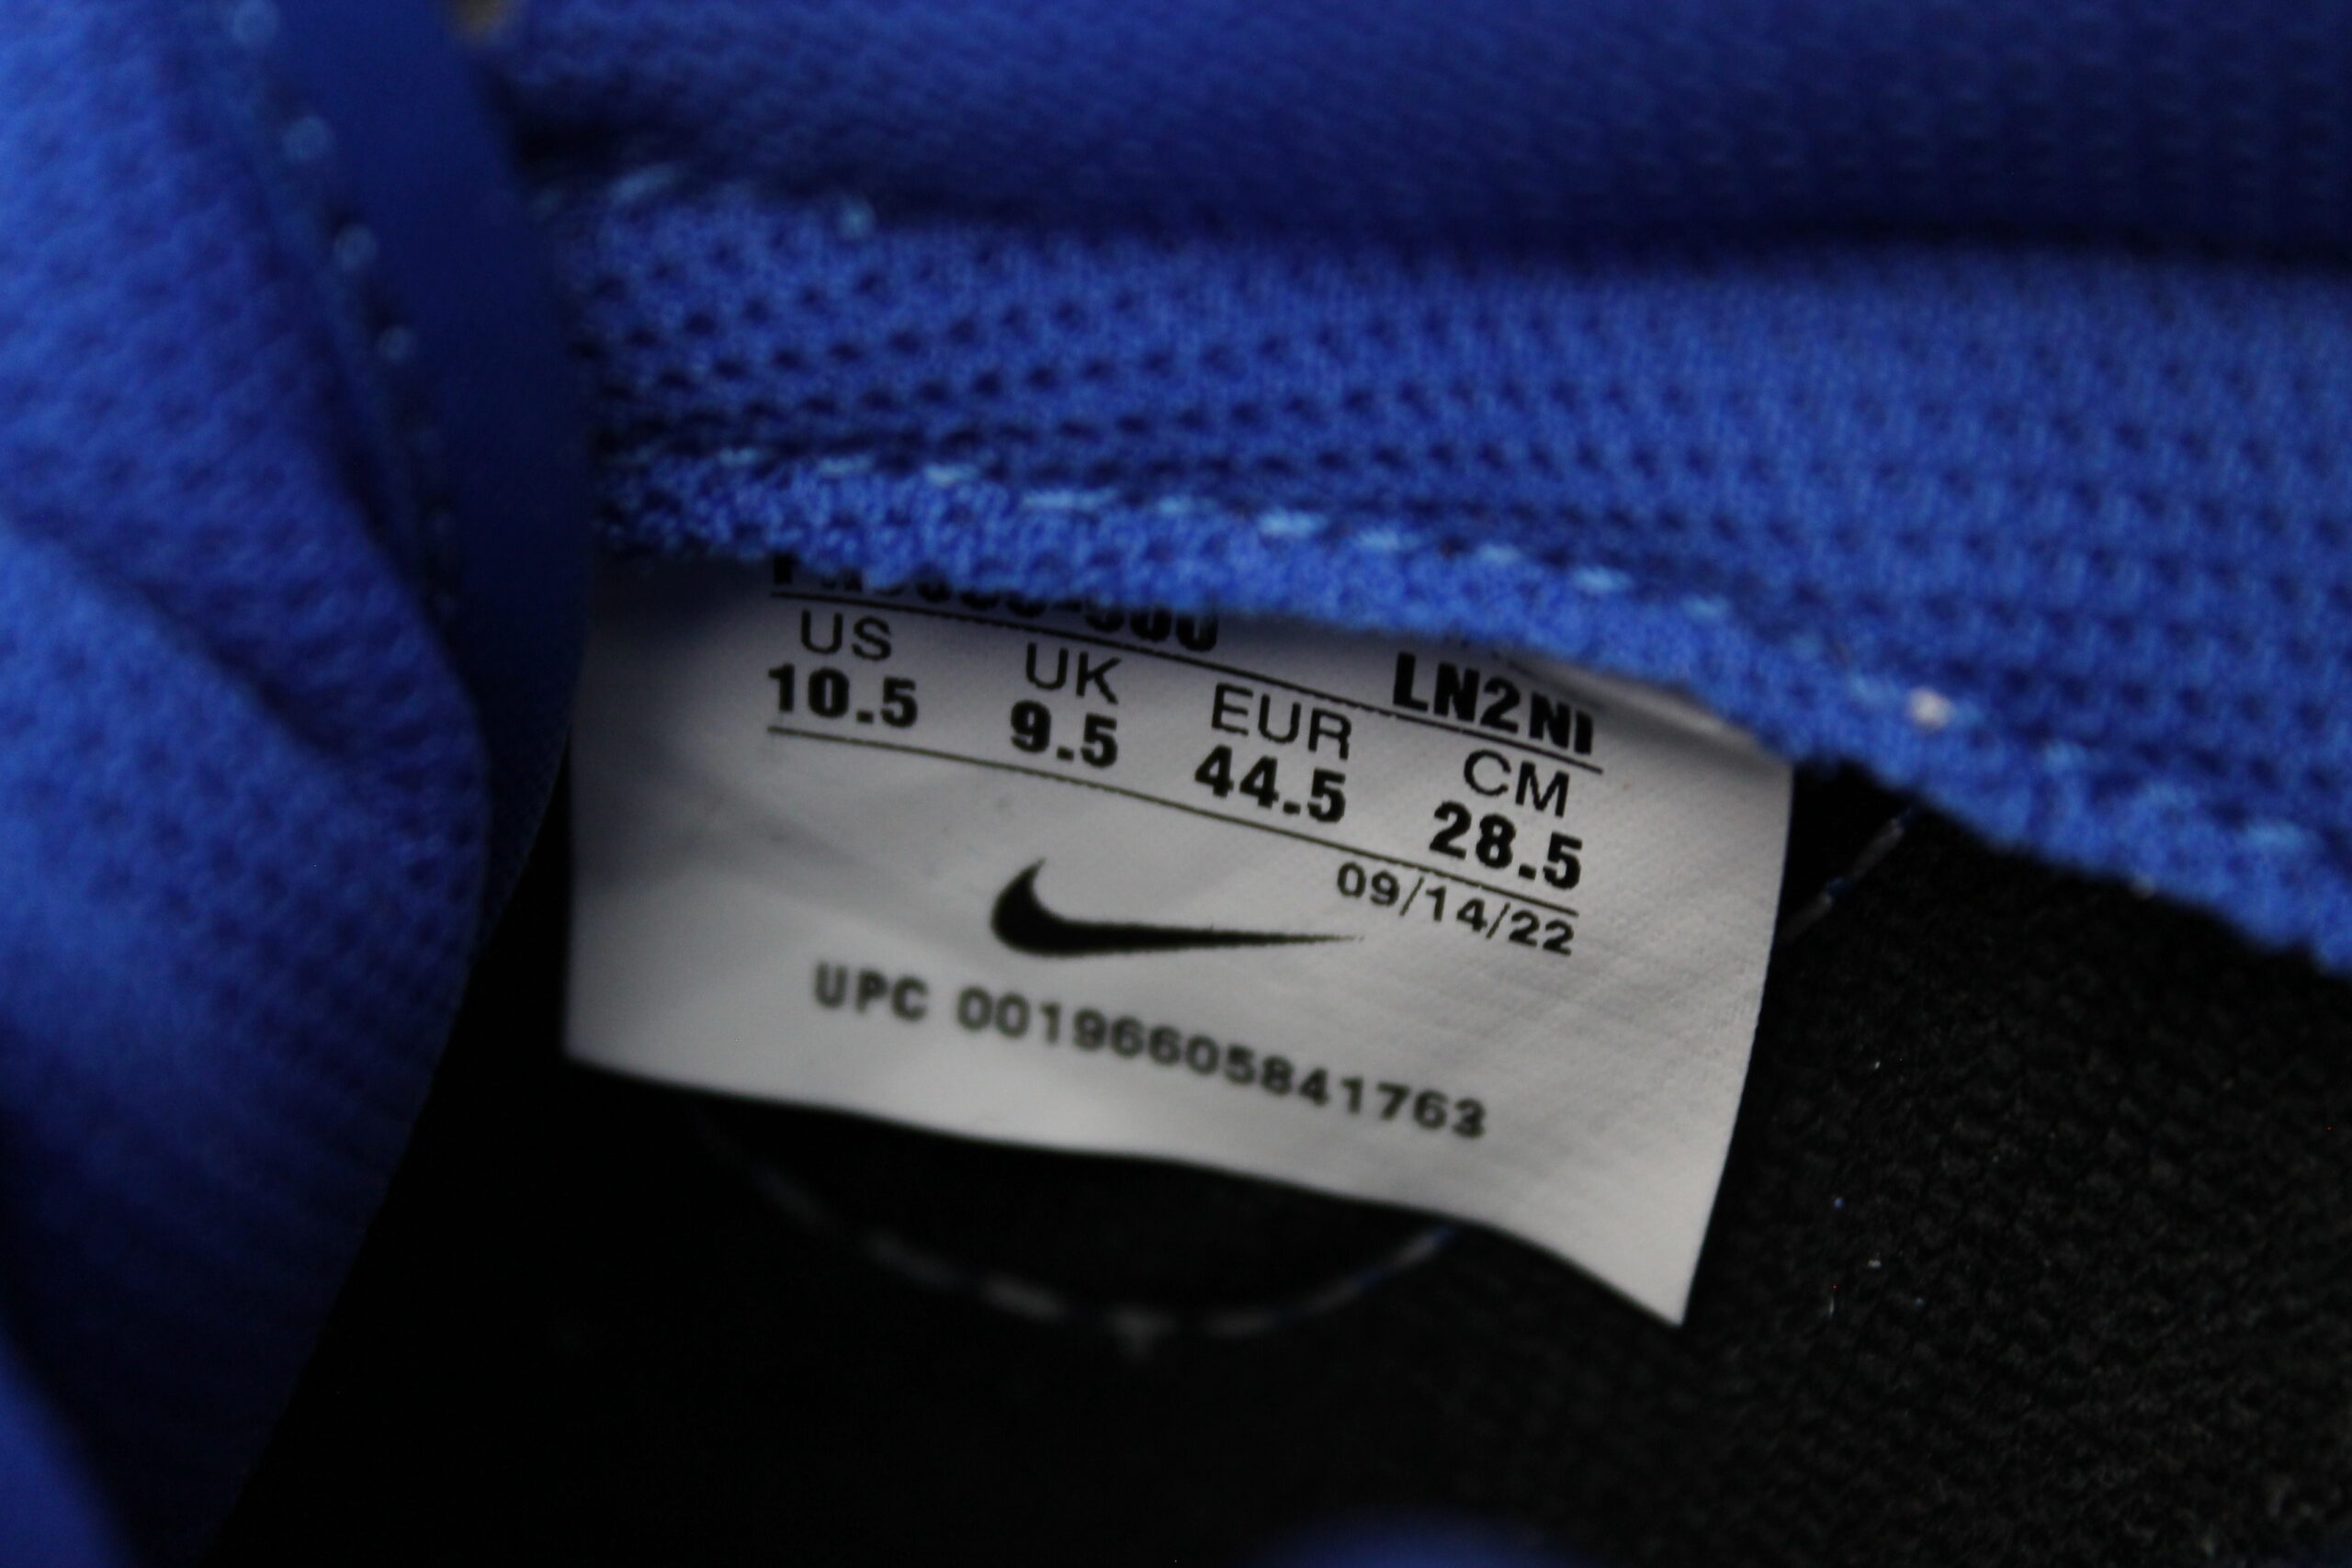 LN2NI
US UK EUR CM
10.5 9.5 44.5 28.5
09/14/22
UPC 00196605841763